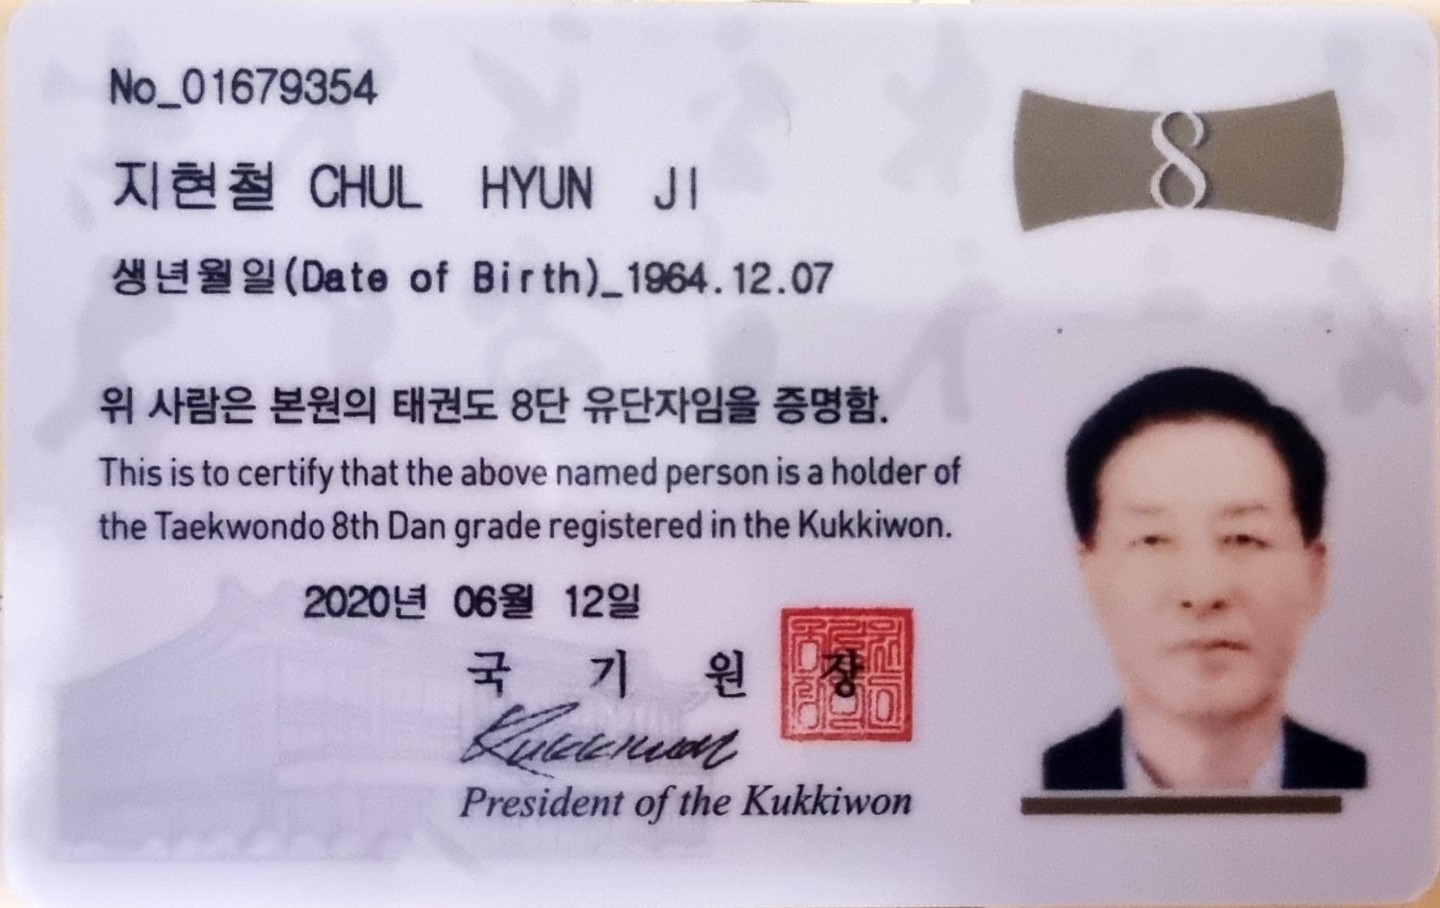 No_01679354
지현철 CHUL HYUN JI
생년월일(Date of Birth)_1964.12.07
위 사람은 본원의 태권도 8단 유단자임을 증명함.
This is to certify that the above named person is a holder of
the Taekwondo 8th Dan grade registered in the Kukkiwon.
2020년 06월 12일
국 기 원 장
Kukkiwon
President of the Kukkiwon
8